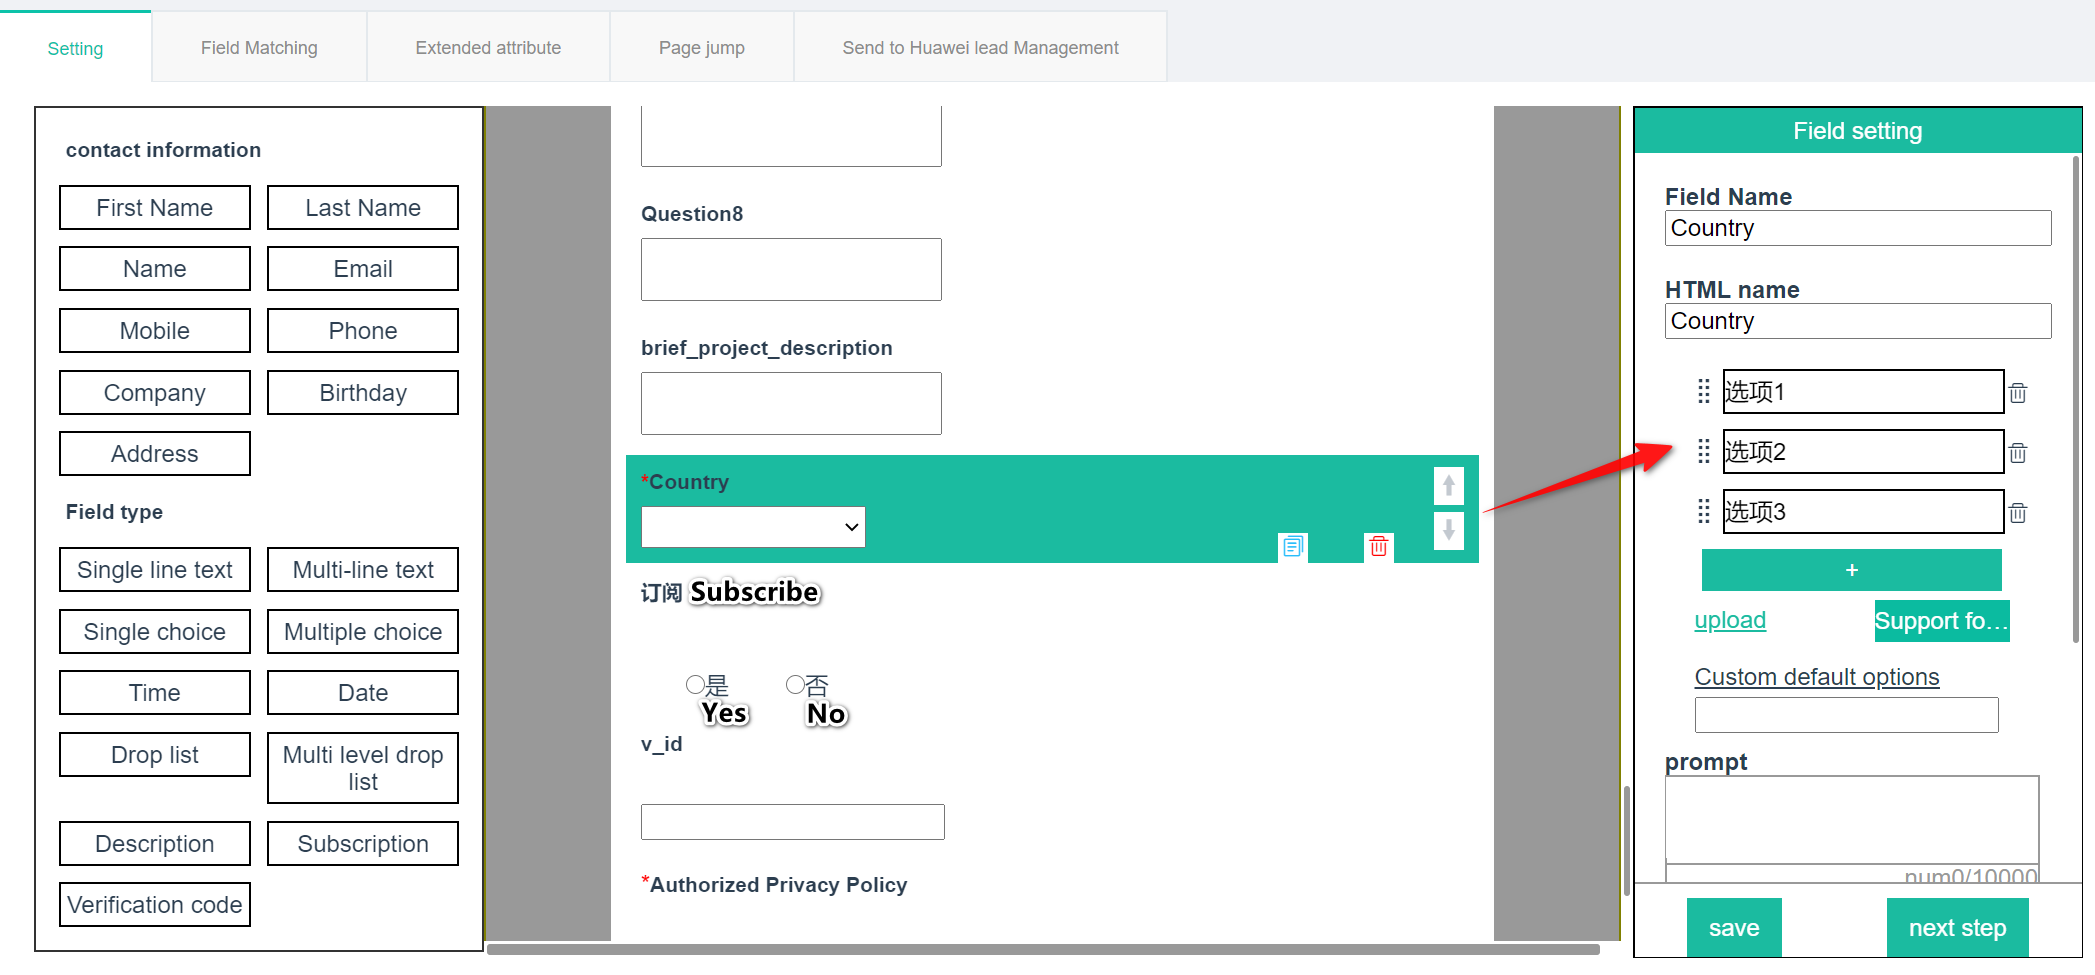 Setting
Field Matching
Extended attribute
Page jump
Send to Huawei lead Management
contact information
First Name
Last Name
Name
Email
Mobile
Phone
Company
Birthday
Address
Field type
Single line text
Multi-line text
Single choice
Multiple choice
Time
Date
Drop list
Multi level drop
list
Description
Subscription
Verification code
Question8
brief_project_description
*Country
订阅 Subscribe
是
否
Yes
No
v_id
*Authorized Privacy Policy
Field setting
Field Name
Country
HTML name
Country
选项1
选项2
选项3
+
upload
Support fo...
Custom default options
prompt
num0/10000
save
next step